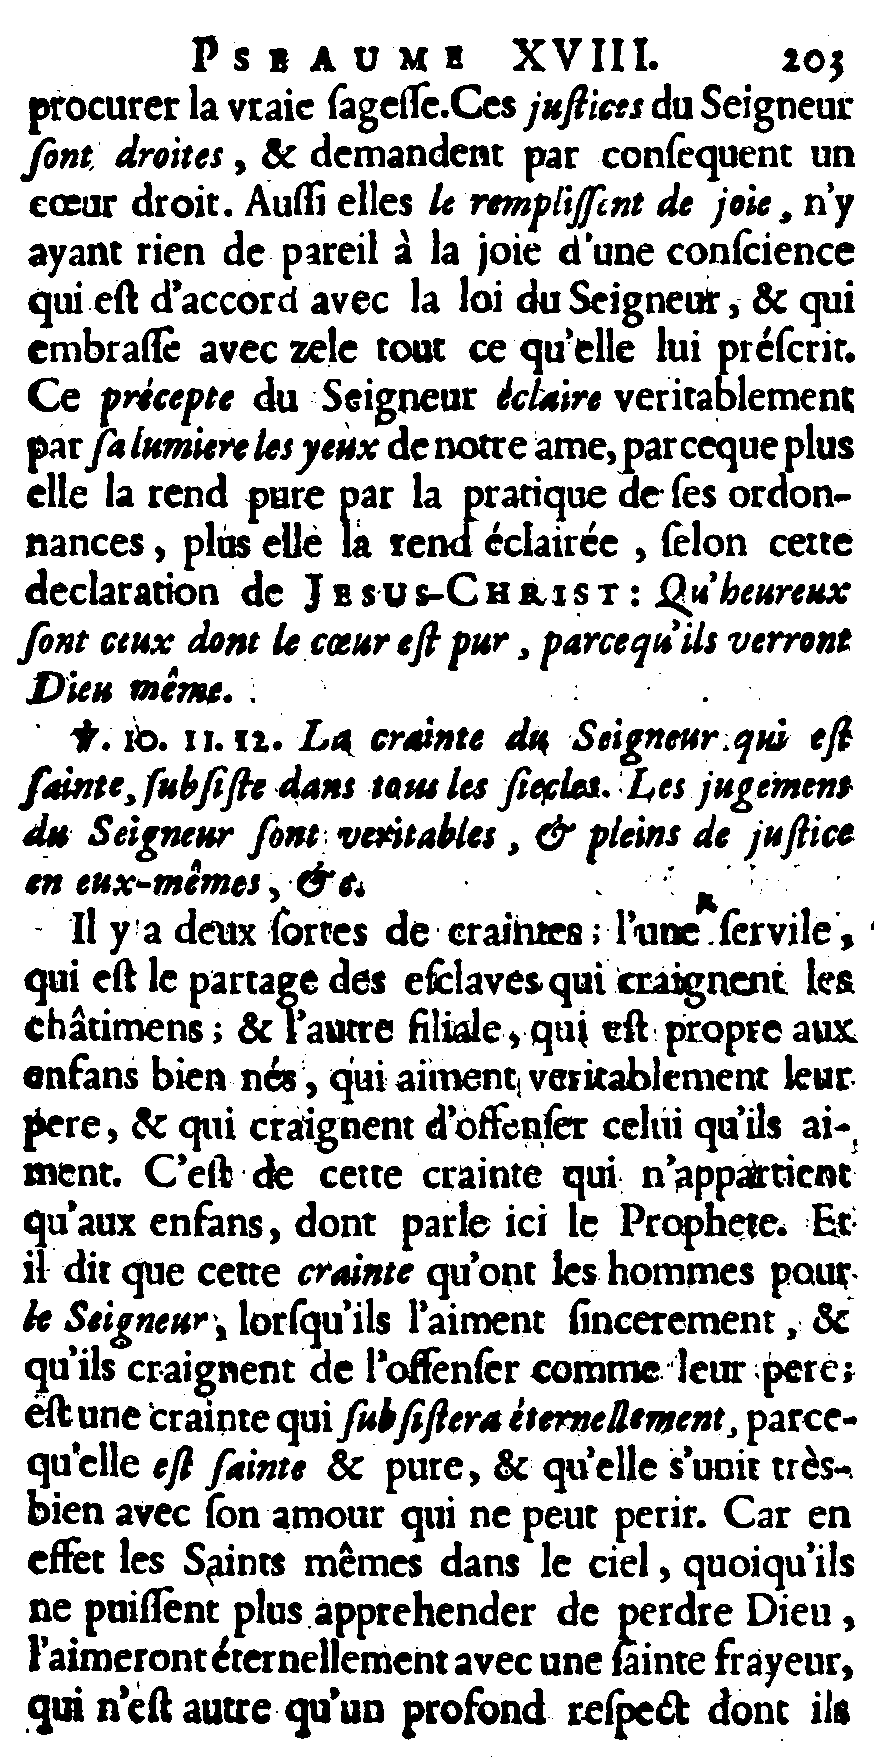 PSEAUME XVIII. 203
procurer la vraie ſageſſe. Ces juſtices du Seigneur
ſont droites, & demandent par conſequent un
cœur droit. Auſſi elles le rempliſſent de joie, n'y
ayant rien de pareil à la joie d'une conſcience
qui eſt d'accord avec la loi du Seigneur, & qui
embraſſe avec zele tout ce qu'elle lui préſcrit.
Ce précepte du Seigneur éclaire veritablement
par ſa lumiere les yeux de notre ame, parceque plus
elle la rend pure par la pratique de ſes ordon-
nances, plus elle la rend éclairée, ſelon cette
declaration de JESUS-CHRIST: Qu'heureux
ſont ceux dont le cœur eſt pur, parcequ'ils verront
Dieu même.
℣. 10. 11. 12. La crainte du Seigneur qui eſt
ſainte, ſubſiſte dans tous les ſiecles. Les jugemens
du Seigneur ſont veritables, & pleins de juſtice
en eux-mêmes, &c.
Il y a deux ſortes de craintes; l'une ſervile,
qui eſt le partage des eſclaves qui craignent les
châtimens; & l'autre filiale, qui eſt propre aux
enfans bien nés, qui aiment veritablement leur
pere, & qui craignent d'offenſer celui qu'ils ai-
ment. C'eſt de cette crainte qui n'appartient
qu'aux enfans, dont parle ici le Prophete. Et
il dit que cette crainte qu'ont les hommes pour
le Seigneur, lorſqu'ils l'aiment ſincerement, &
qu'ils craignent de l'offenſer comme leur pere;
eſt une crainte qui ſubſiſtera éternellement, parce-
qu'elle eſt ſainte & pure, & qu'elle s'unit très-
bien avec ſon amour qui ne peut perir. Car en
effet les Saints mêmes dans le ciel, quoiqu'ils
ne puiſſent plus apprehender de perdre Dieu,
l'aimeront éternellement avec une ſainte frayeur,
qui n'eſt autre qu'un profond reſpect dont ils